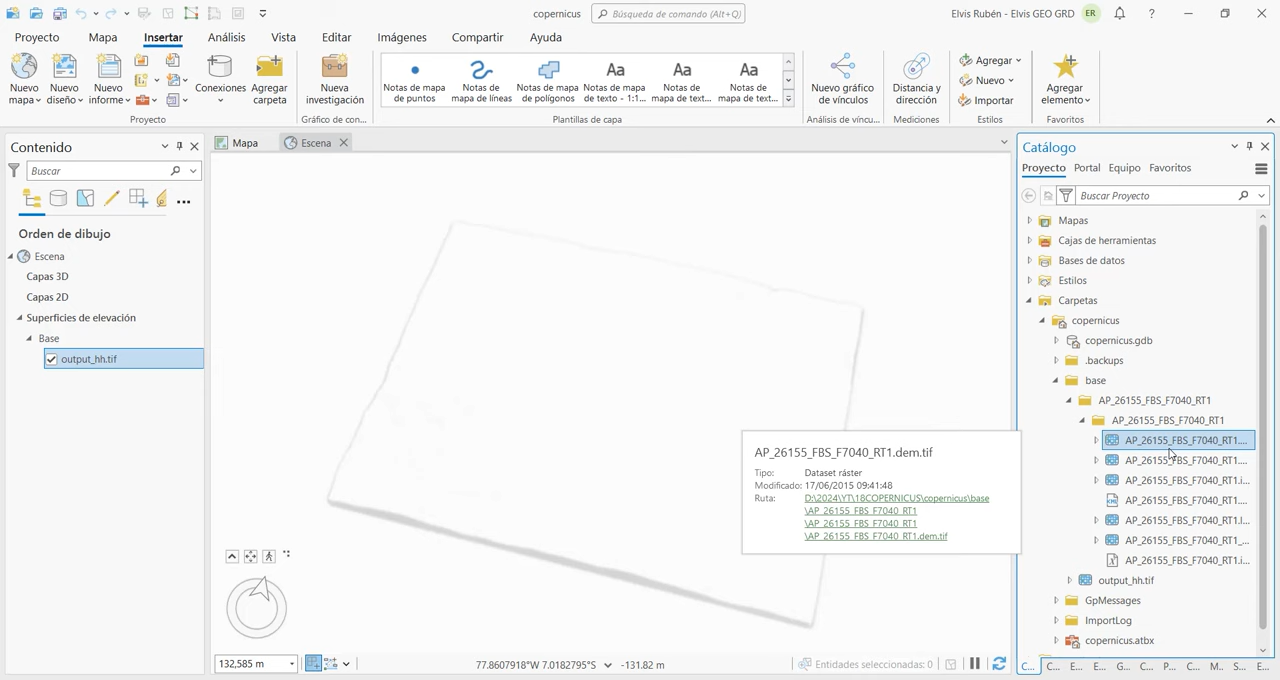 copernicus
Búsqueda de comando (Alt+Q)
Elvis Rubén - Elvis GEO GRD
ER
?
Proyecto
Mapa
Insertar
Análisis
Vista
Editar
Imágenes
Compartir
Ayuda
Nuevo mapa
Nuevo diseño
Nuevo informe
Conexiones
Agregar carpeta
Nueva investigación
Notas de mapa de puntos
Notas de mapa de líneas
Notas de mapa de polígonos
Aa
Notas de mapa de texto - 1:1...
Aa
Notas de mapa de text...
Aa
Notas de mapa de text...
Nuevo gráfico de vínculos
Distancia y dirección
Agregar
Nuevo
Importar
Agregar elemento
Proyecto
Gráfico de con...
Plantillas de capa
Análisis de víncu...
Mediciones
Estilos
Favoritos
Contenido
Buscar
Orden de dibujo
Escena
Capas 3D
Capas 2D
Superficies de elevación
Base
output_hh.tif
Mapa
Escena
AP_26155_FBS_F7040_RT1.dem.tif
Tipo: Dataset ráster
Modificado: 17/06/2015 09:41:48
Ruta: D:\2024\YT\18COPERNICUS\copernicus\base
\AP_26155_FBS_F7040_RT1
\AP_26155_FBS_F7040_RT1
\AP_26155_FBS_F7040_RT1.dem.tif
132,585 m
77.8607918°W 7.0182795°S
-131.82 m
Entidades seleccionadas: 0
Catálogo
Proyecto
Portal
Equipo
Favoritos
Buscar Proyecto
Mapas
Cajas de herramientas
Bases de datos
Estilos
Carpetas
copernicus
copernicus.gdb
.backups
base
AP_26155_FBS_F7040_RT1
AP_26155_FBS_F7040_RT1
AP_26155_FBS_F7040_RT1....
AP_26155_FBS_F7040_RT1....
AP_26155_FBS_F7040_RT1.i...
AP_26155_FBS_F7040_RT1....
AP_26155_FBS_F7040_RT1.l...
AP_26155_FBS_F7040_RT1_...
AP_26155_FBS_F7040_RT1.i...
output_hh.tif
GpMessages
ImportLog
copernicus.atbx
C...
C...
E...
E...
G...
C...
P...
C...
M..
S...
E...